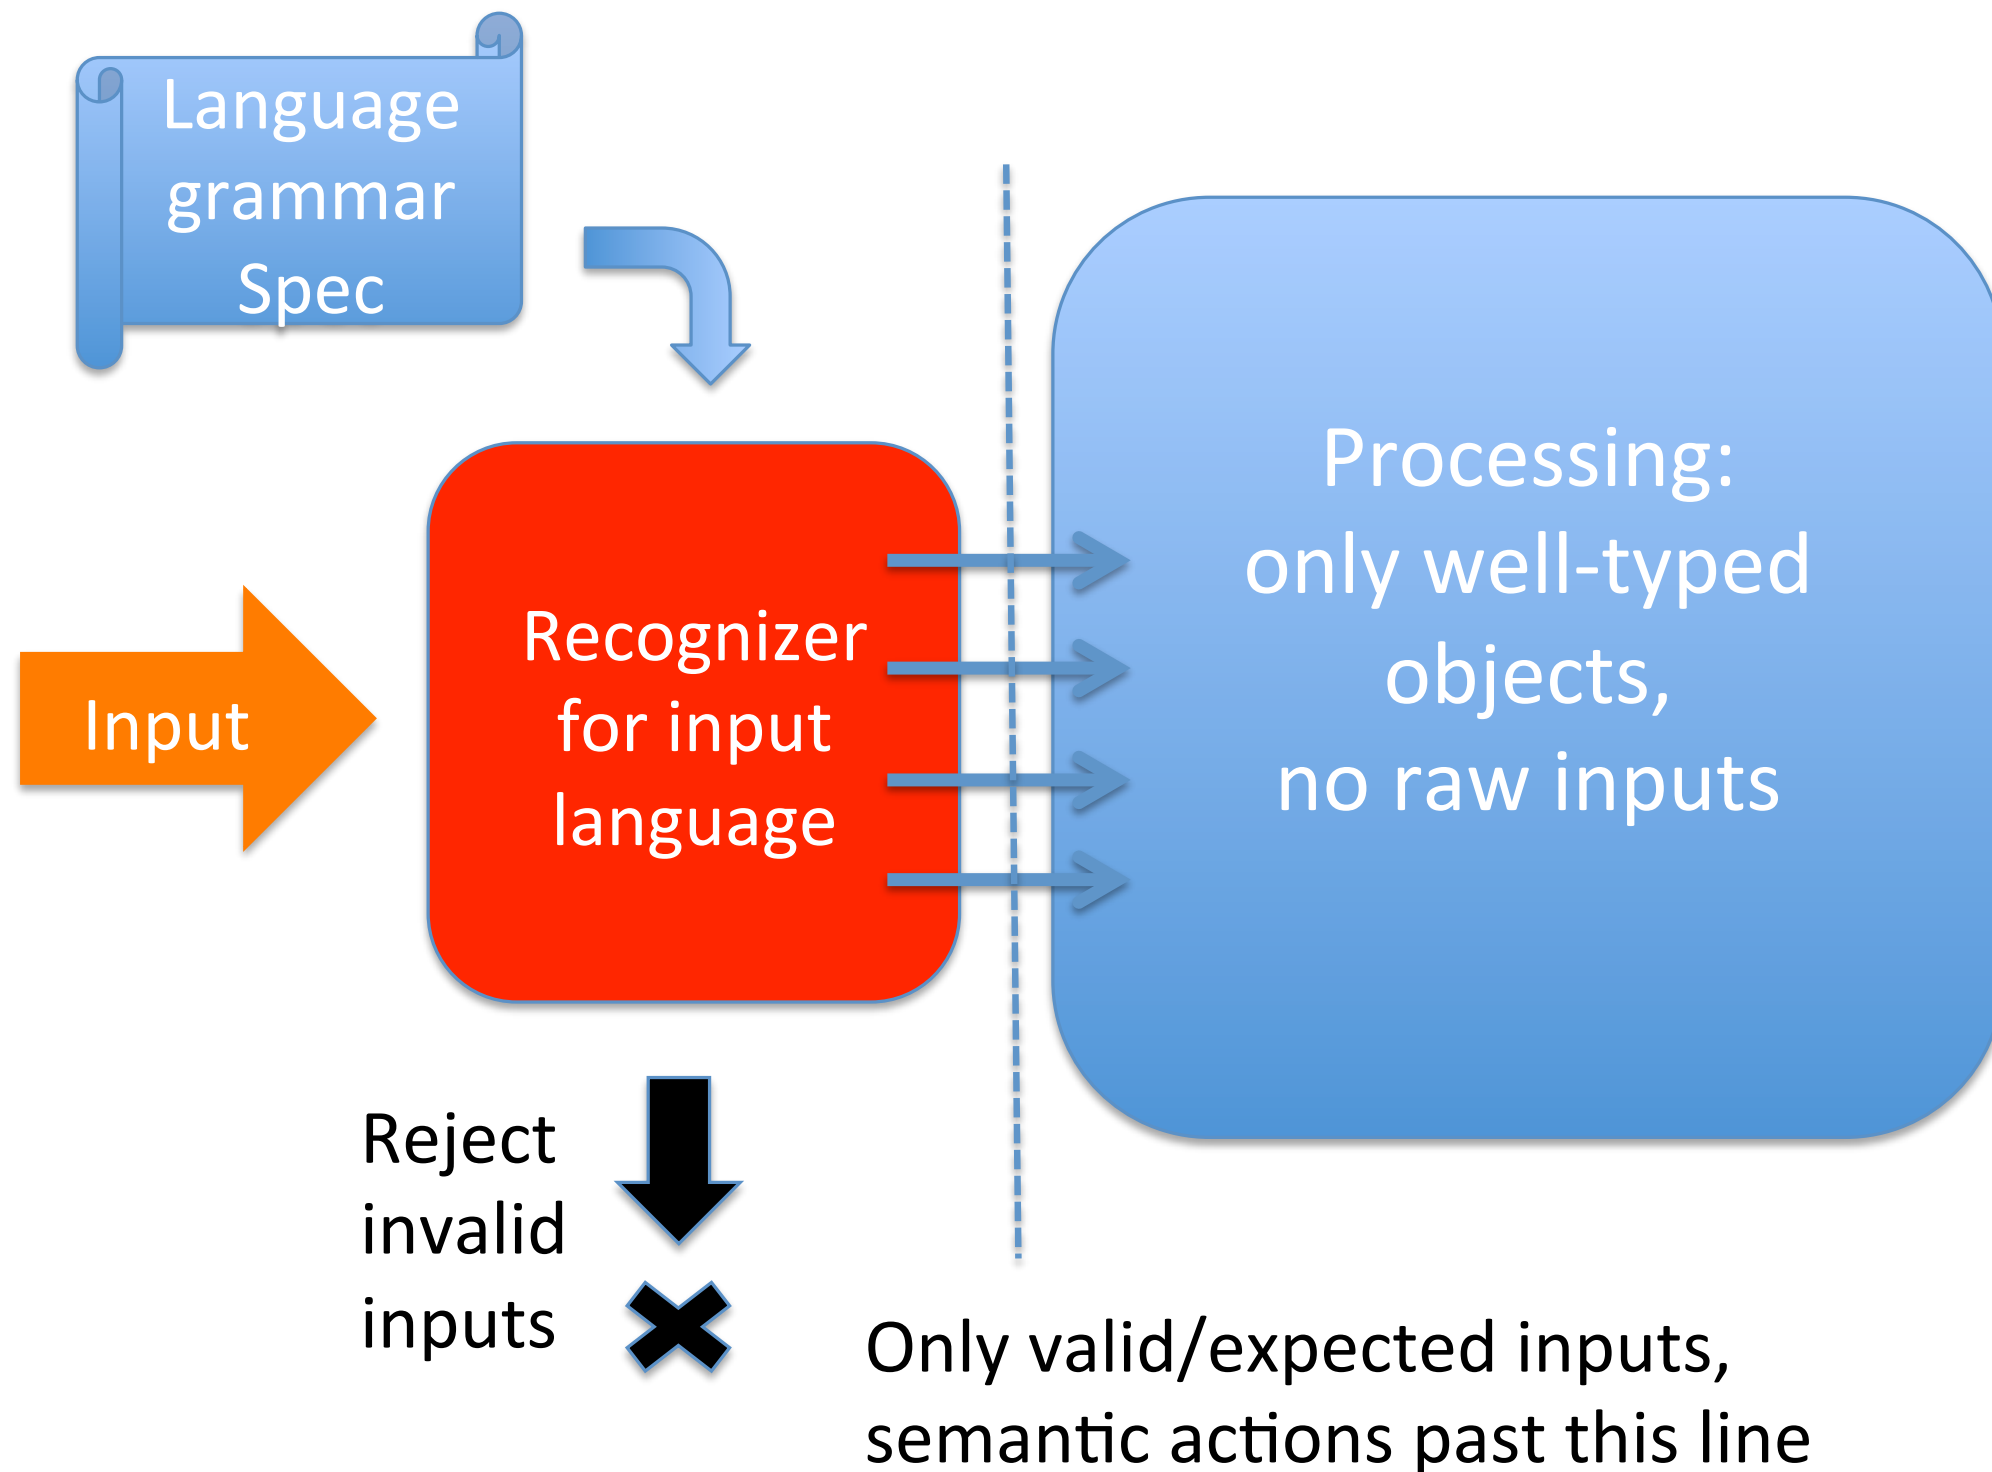 Language
grammar
Spec
Input
Recognizer
for input
language
Processing:
only well-typed
objects,
no raw inputs
Reject
invalid
inputs
Only valid/expected inputs,
semantic actions past this line